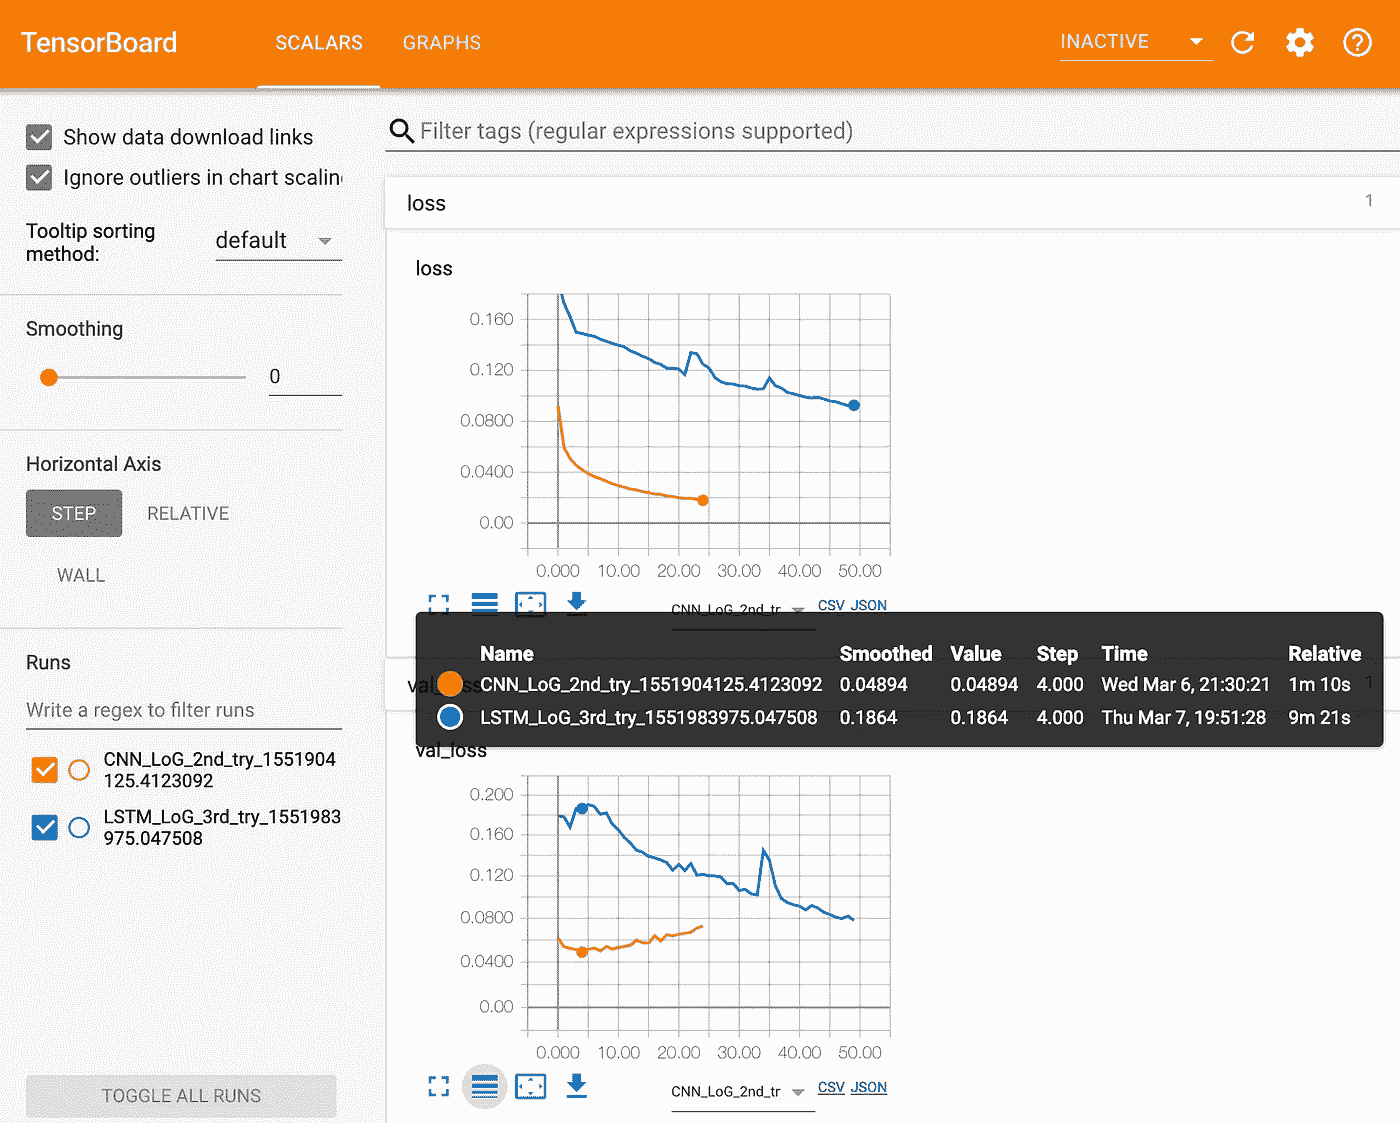 TensorBoard SCALARS GRAPHS INACTIVE
Show data download links
Ignore outliers in chart scalin
Tooltip sorting
method:
default
Smoothing
0
Horizontal Axis
STEP RELATIVE
WALL
Runs
Write a regex to filter runs
CNN_LoG_2nd_try_1551904
125.4123092
LSTM_LoG_3rd_try_1551983
975.047508
TOGGLE ALL RUNS
Filter tags (regular expressions supported)
loss 1
loss
0.160
0.120
0.0800
0.0400
0.00
0.000 10.00 20.00 30.00 40.00 50.00
CNN_LoG_2nd_tr CSV JSON
Name Smoothed Value Step Time Relative
CNN_LoG_2nd_try_1551904125.4123092 0.04894 0.04894 4.000 Wed Mar 6, 21:30:21 1m 10s
LSTM_LoG_3rd_try_1551983975.047508 0.1864 0.1864 4.000 Thu Mar 7, 19:51:28 9m 21s
val_loss
0.200
0.160
0.120
0.0800
0.0400
0.00
0.000 10.00 20.00 30.00 40.00 50.00
CNN_LoG_2nd_tr CSV JSON